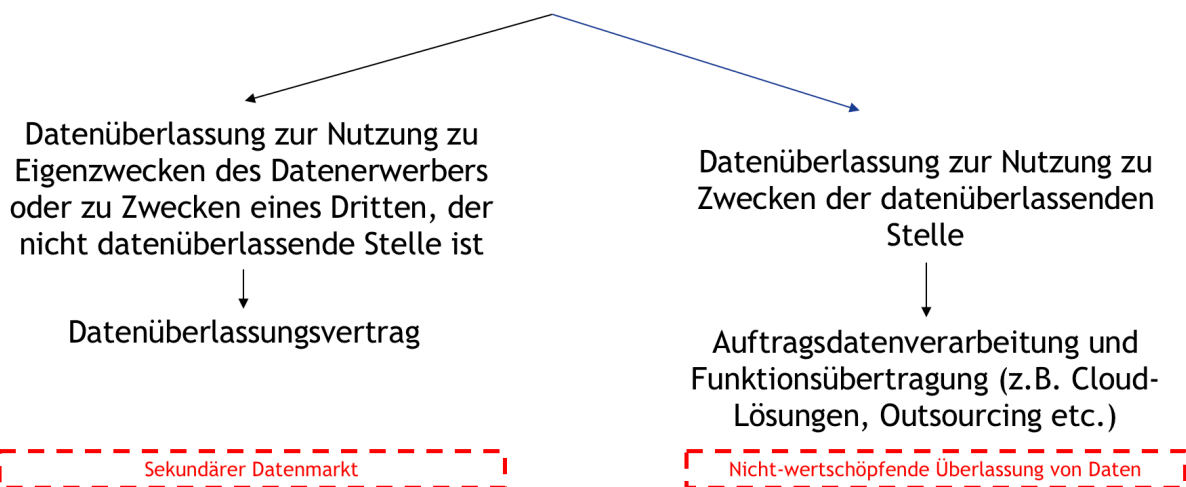 Datenüberlassung zur Nutzung zu
Eigenzwecken des Datenerwerbers
oder zu Zwecken eines Dritten, der
nicht datenüberlassende Stelle ist
Datenüberlassungsvertrag
Sekundärer Datenmarkt
Datenüberlassung zur Nutzung zu
Zwecken der datenüberlassenden
Stelle
Auftragsdatenverarbeitung und
Funktionsübertragung (z.B. Cloud-
Lösungen, Outsourcing etc.)
Nicht-wertschöpfende Überlassung von Daten